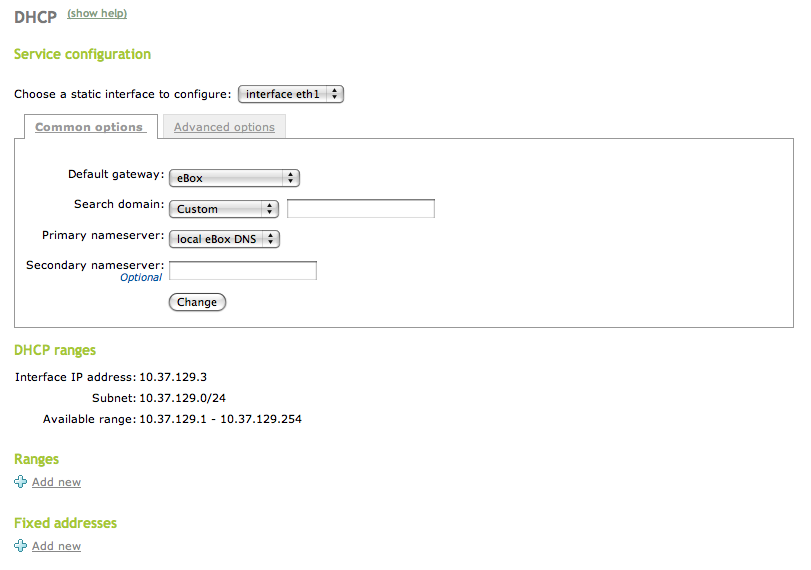 DHCP (show help)
Service configuration
Choose a static interface to configure: interface eth1
Common options Advanced options
Default gateway: eBox
Search domain: Custom
Primary nameserver: local eBox DNS
Secondary nameserver:
Optional
Change
DHCP ranges
Interface IP address: 10.37.129.3
Subnet: 10.37.129.0/24
Available range: 10.37.129.1 - 10.37.129.254
Ranges
Add new
Fixed addresses
Add new